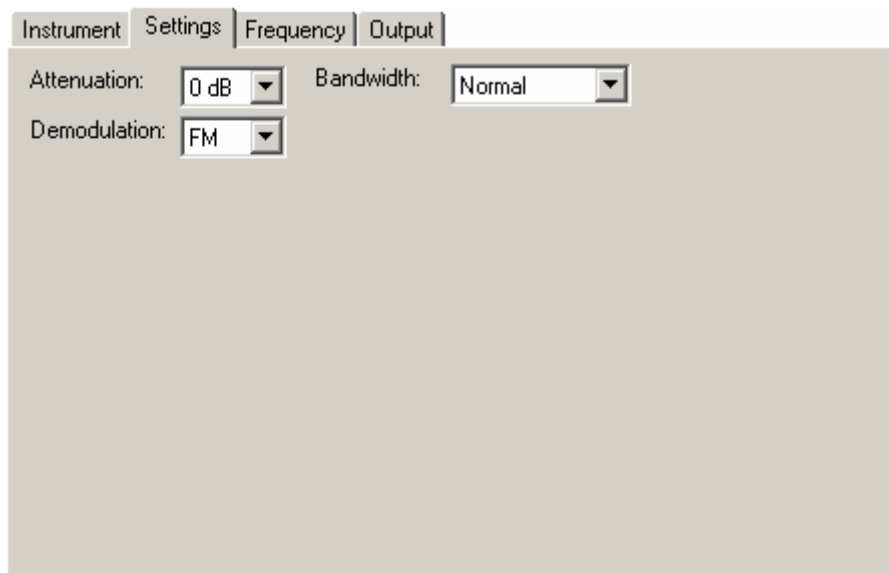 Instrument Settings Frequency Output
Attenuation: 0 dB Bandwidth: Normal
Demodulation: FM